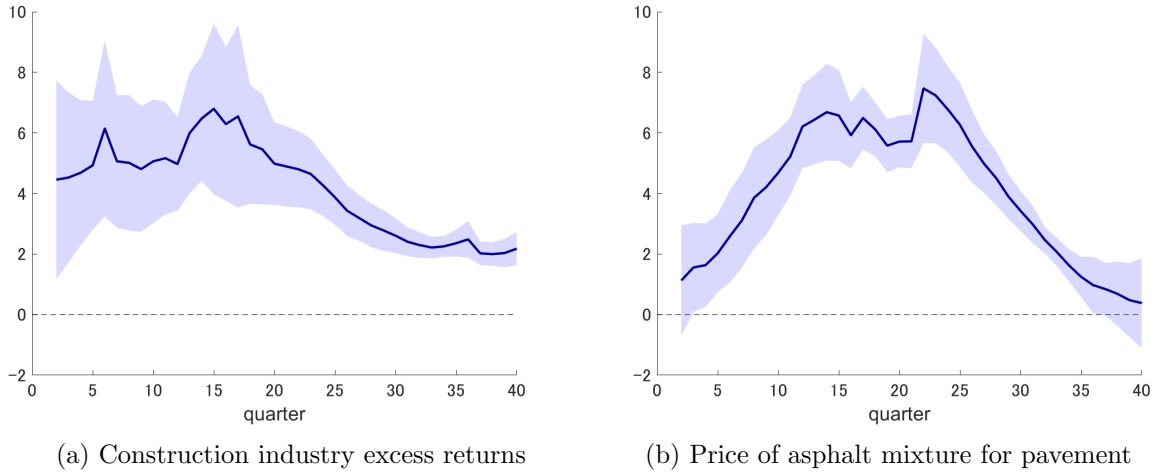 10
8
6
4
2
0
−2
0 5 10 15 20 25 30 35 40
quarter
(a) Construction industry excess returns
10
8
6
4
2
0
−2
0 5 10 15 20 25 30 35 40
quarter
(b) Price of asphalt mixture for pavement